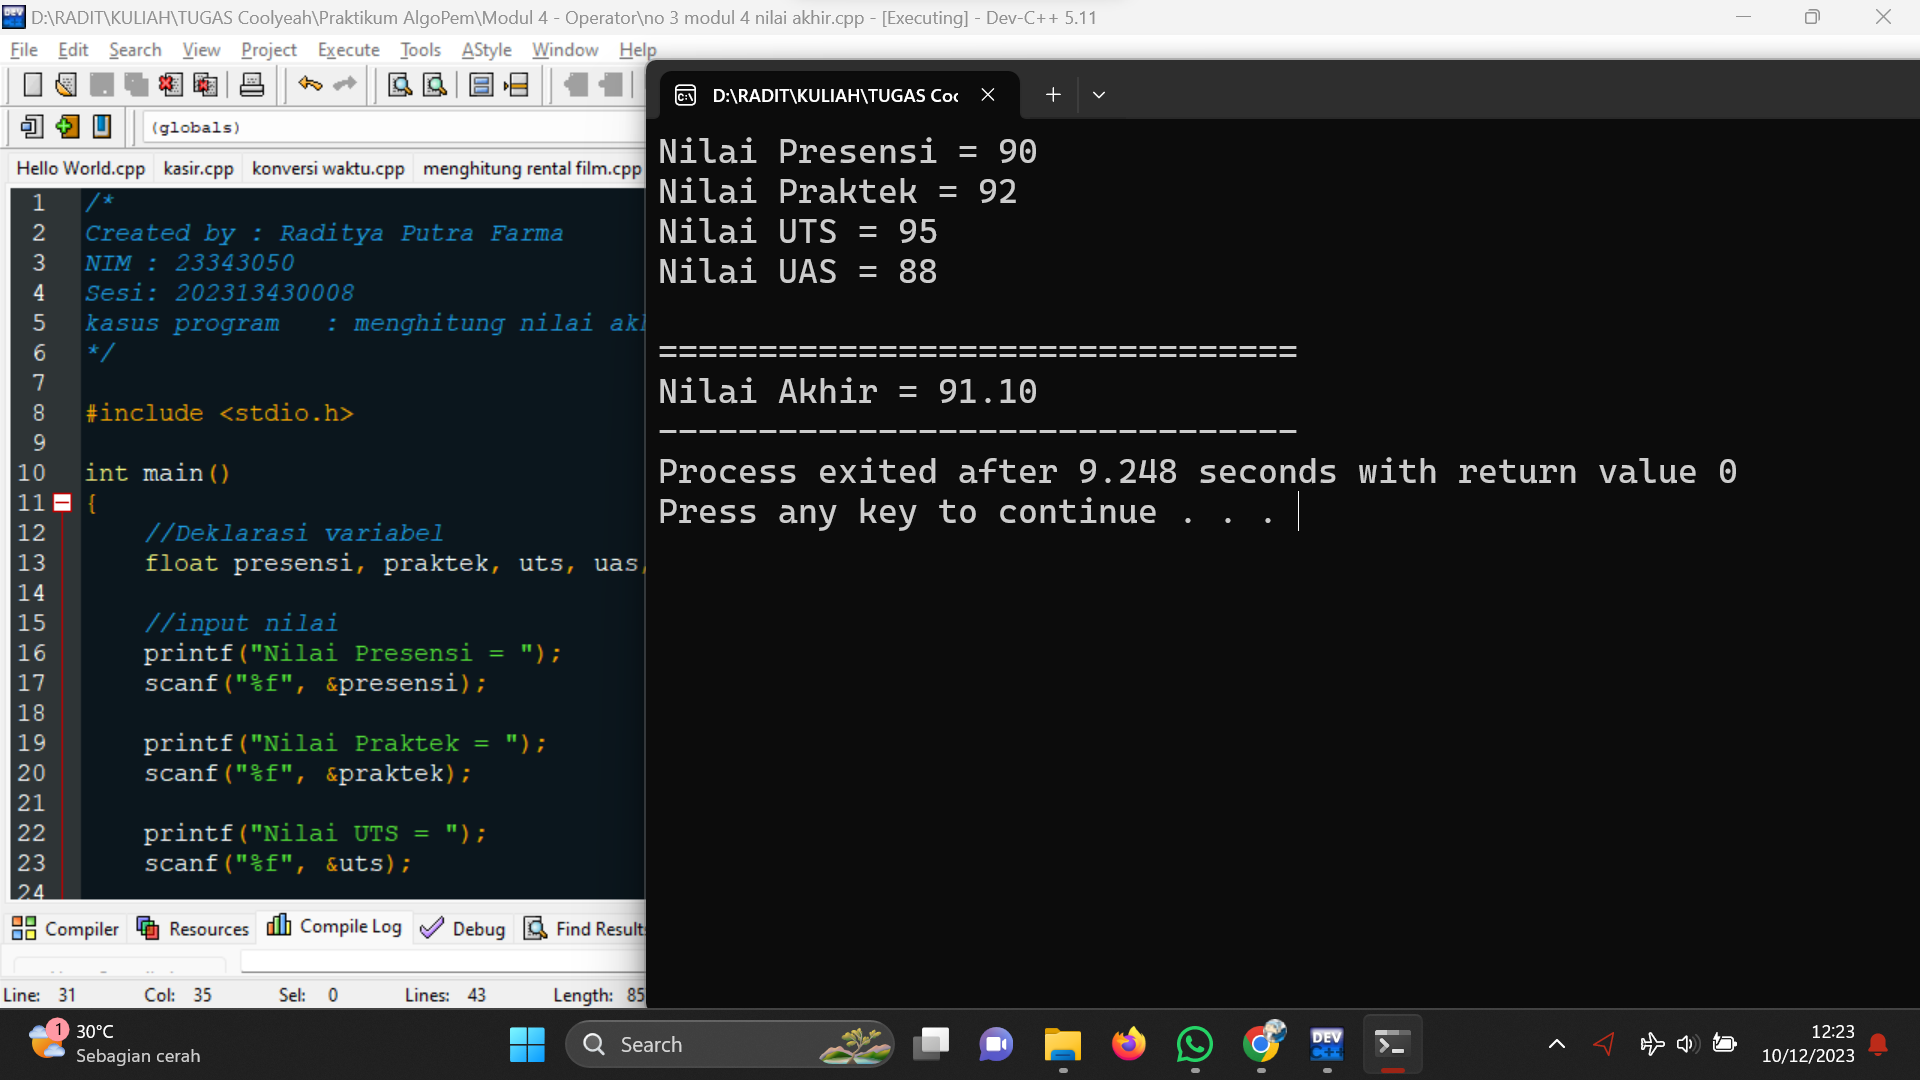 D:\RADIT\KULIAH\TUGAS Coolyeah\Praktikum AlgoPem\Modul 4 - Operator\no 3 modul 4 nilai akhir.cpp - [Executing] - Dev-C++ 5.11
File Edit Search View Project Execute Tools AStyle Window Help
(globals)
Hello World.cpp kasir.cpp konversi waktu.cpp menghitung rental film.cpp
1 /*
2 Created by : Raditya Putra Farma
3 NIM : 23343050
4 Sesi: 202313430008
5 kasus program   : menghitung nilai
6 */
7
8 #include <stdio.h>
9
10 int main()
11 {
12     //Deklarasi variabel
13     float presensi, praktek, uts, uas,
14
15     //input nilai
16     printf("Nilai Presensi = ");
17     scanf("%f", &presensi);
18
19     printf("Nilai Praktek = ");
20     scanf("%f", &praktek);
21
22     printf("Nilai UTS = ");
23     scanf("%f", &uts);
24
Compiler Resources Compile Log Debug Find Results
Line: 31 Col: 35 Sel: 0 Lines: 43 Length: 85
D:\RADIT\KULIAH\TUGAS Coo
Nilai Presensi = 90
Nilai Praktek = 92
Nilai UTS = 95
Nilai UAS = 88
================================
Nilai Akhir = 91.10
--------------------------------
Process exited after 9.248 seconds with return value 0
Press any key to continue . . .
1
30°C
Sebagian cerah
Search
DEV
C++
12:23
10/12/2023